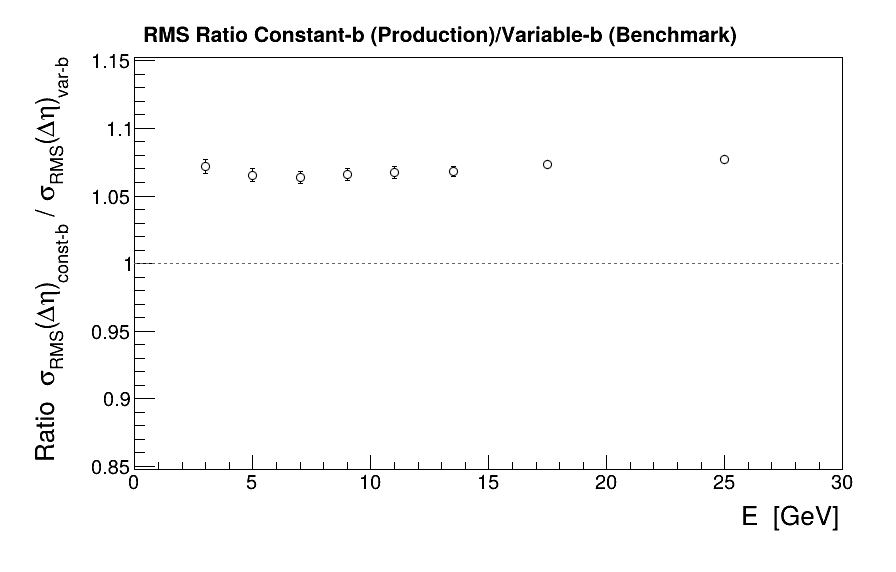 RMS Ratio Constant-b (Production)/Variable-b (Benchmark)
Ratio σRMS(Δη)const-b / σRMS(Δη)var-b
1.15
1.1
1.05
1
0.95
0.9
0.85
0 5 10 15 20 25 30
E [GeV]